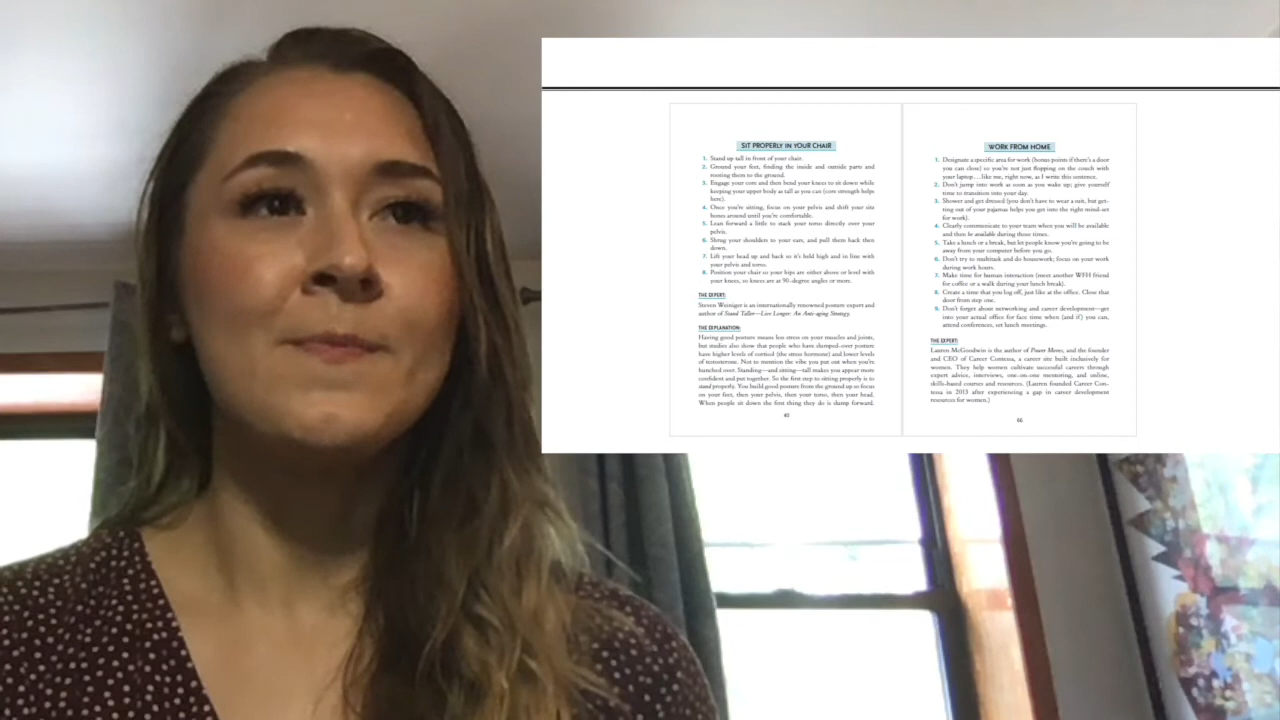 SIT PROPERLY IN YOUR CHAIR
1. Stand up tall in front of your chair.
2. Ground your feet, finding the inside and outside parts and
rooting them to the ground.
3. Engage your core and then bend your knees to sit down while
keeping your upper body as tall as you can (core strength helps
here).
4. Once you're sitting, focus on your pelvis and shift your site
bones around until you're comfortable.
5. Lean forward a little to stack your torso directly over your
pelvis.
6. Shrug your shoulders to your ears, and pull them back then
down.
7. Lift your head up and back so it's held high and in line with
your pelvis and torso.
8. Position your chair so your hips are either above or level with
your knees, so knees are at 90-degree angles or more.
THE EXPERT:
Steven Weiniger is an internationally renowned posture expert and
author of Stand Taller—Live Longer: An Anti-aging Strategy.
THE EXPLANATION:
Having good posture means less stress on your muscles and joints,
but studies also show that people who have slumped-over posture
have higher levels of cortisol (the stress hormone) and lower levels
of testosterone. Not to mention the vibe you put out when you're
hunched over. Standing—and sitting—tall makes you appear more
confident and put together. So the first step to sitting properly is to
stand properly. You build good posture from the ground up so focus
on your feet, then your pelvis, then your torso, then your head.
When people sit down the first thing they do is slump forward.
40
WORK FROM HOME
1. Designate a specific area for work (bonus points if there's a door
you can close) so you're not just flopping on the couch with
your laptop . . . like me, right now, as I write this sentence.
2. Don't jump into work as soon as you wake up; give yourself
time to transition into your day.
3. Shower and get dressed (you don't have to wear a suit, but get-
ting out of your pajamas helps you get into the right mind-set
for work).
4. Clearly communicate to your team when you will be available
and then be available during those times.
5. Take a lunch or a break, but let people know you're going to be
away from your computer before you go.
6. Don't try to multitask and do housework; focus on your work
during work hours.
7. Make time for human interaction (meet another WFH friend
for coffee or a walk during your lunch break).
8. Create a time that you log off, just like at the office. Close that
door from step one.
9. Don't forget about networking and career development—get
into your actual office for face time when (and if) you can,
attend conferences, set lunch meetings.
THE EXPERT:
Lauren McGoodwin is the author of Power Moves, and the founder
and CEO of Career Contessa, a career site built inclusively for
women. They help women cultivate successful careers through
expert advice, interviews, one-on-one mentoring, and online,
skills-based courses and resources. (Lauren founded Career Con-
tessa in 2013 after experiencing a gap in career development
resources for women.)
66